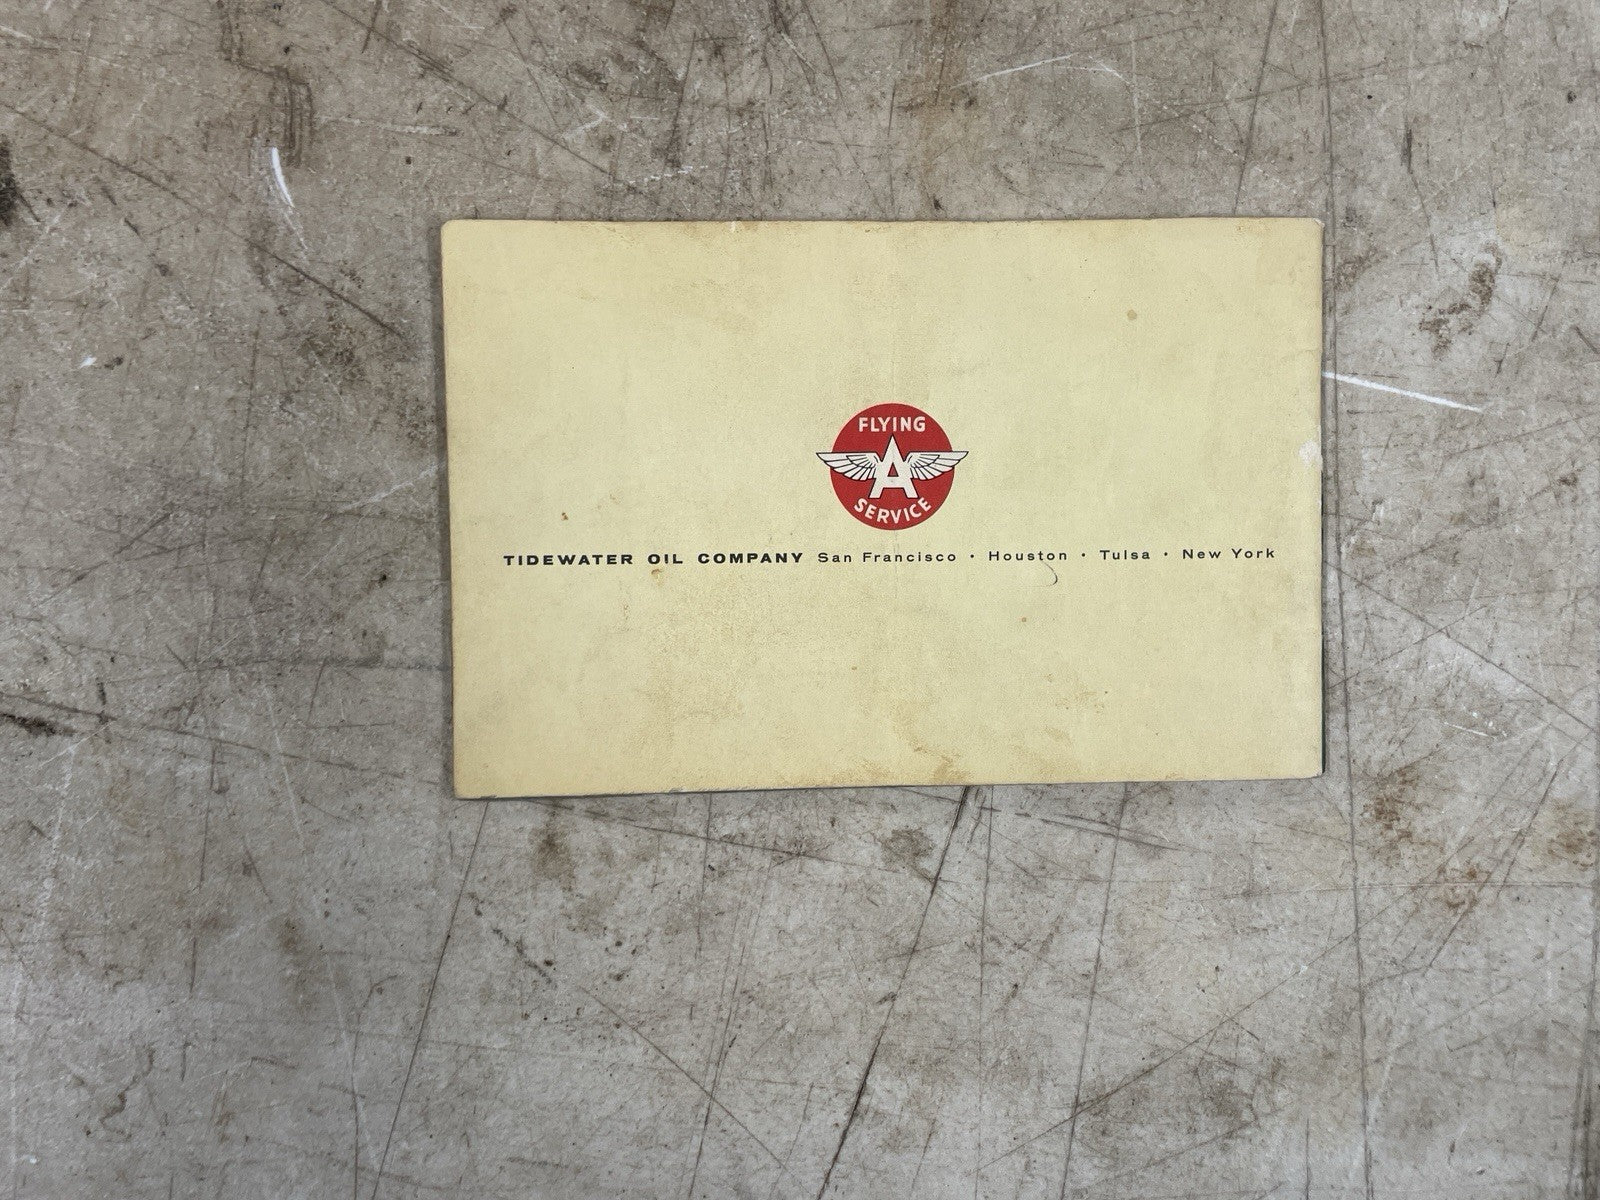 FLYING
A
SERVICE
TIDEWATER OIL COMPANY San Francisco • Houston • Tulsa • New York